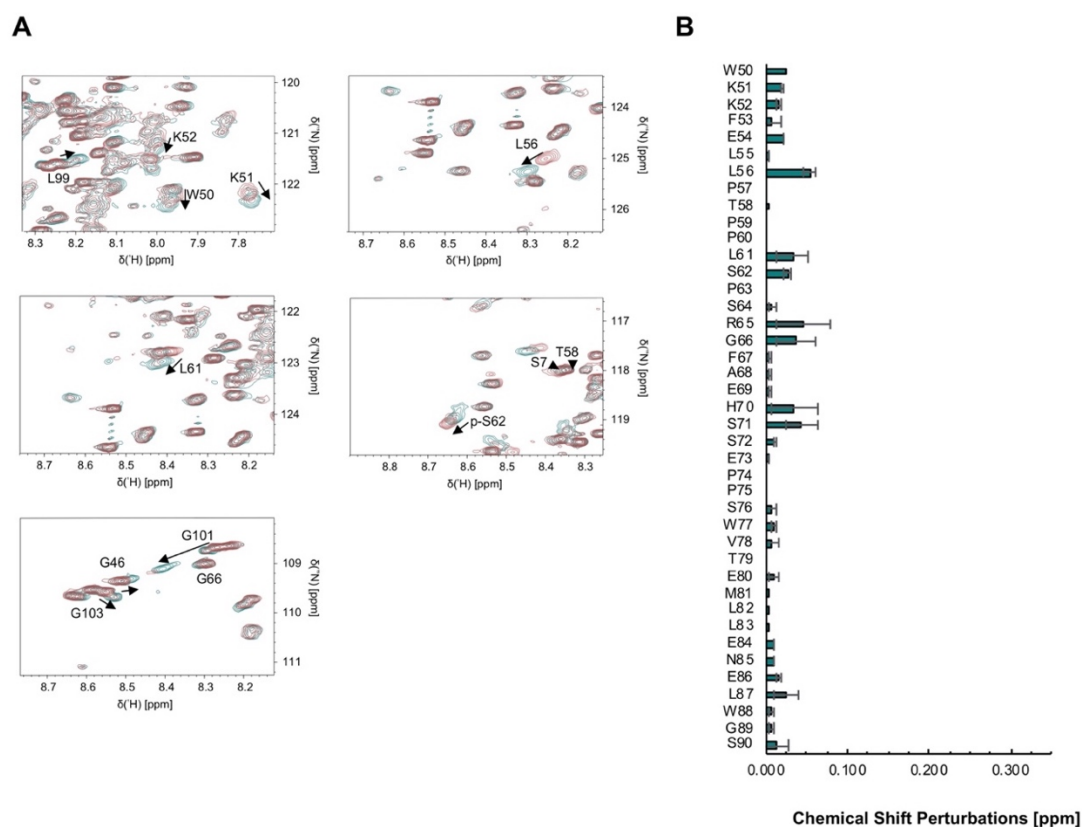 A
B
120
121
122
K52
L99
W50
K51
8.3 8.2 8.1 8.0 7.9 7.8
δ(¹H) [ppm]
δ(¹⁵N) [ppm]
124
125
126
L56
8.7 8.6 8.5 8.4 8.3 8.2
δ(¹H) [ppm]
δ(¹⁵N) [ppm]
122
123
124
L61
8.7 8.6 8.5 8.4 8.3 8.2
δ(¹H) [ppm]
δ(¹⁵N) [ppm]
117
118
119
S7
T58
p-S62
8.8 8.7 8.6 8.5 8.4 8.3
δ(¹H) [ppm]
δ(¹⁵N) [ppm]
109
110
111
G101
G46
G66
G103
8.7 8.6 8.5 8.4 8.3 8.2
δ(¹H) [ppm]
δ(¹⁵N) [ppm]
W50
K51
K52
F53
E54
L55
L56
P57
T58
P59
P60
L61
S62
P63
S64
R65
G66
F67
A68
E69
H70
S71
S72
E73
P74
P75
S76
W77
V78
T79
E80
M81
L82
L83
E84
N85
E86
L87
W88
G89
S90
0.000 0.100 0.200 0.300
Chemical Shift Perturbations [ppm]